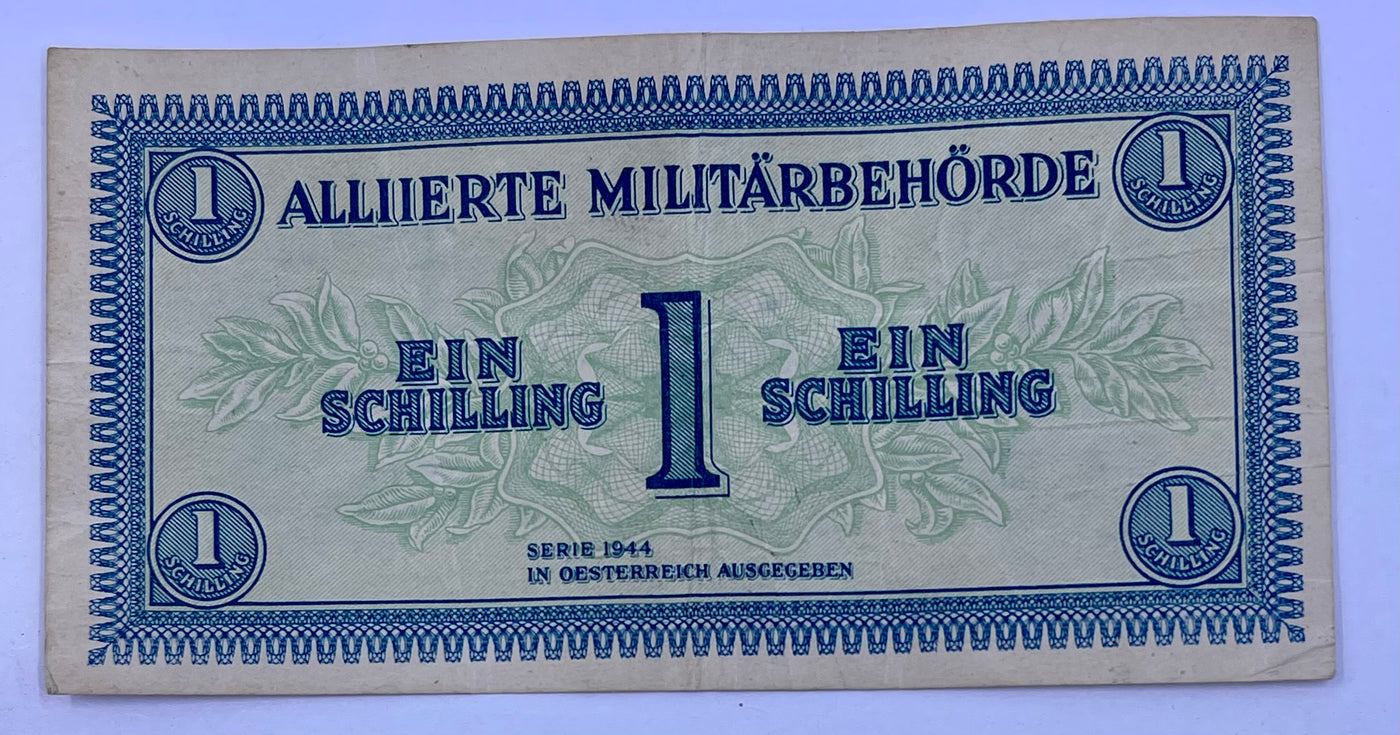 1
SCHILLING
ALLIIERTE MILITÄRBEHÖRDE
1
SCHILLING
EIN
SCHILLING
1
EIN
SCHILLING
1
SCHILLING
SERIE 1944
IN OESTERREICH AUSGEGEBEN
1
SCHILLING